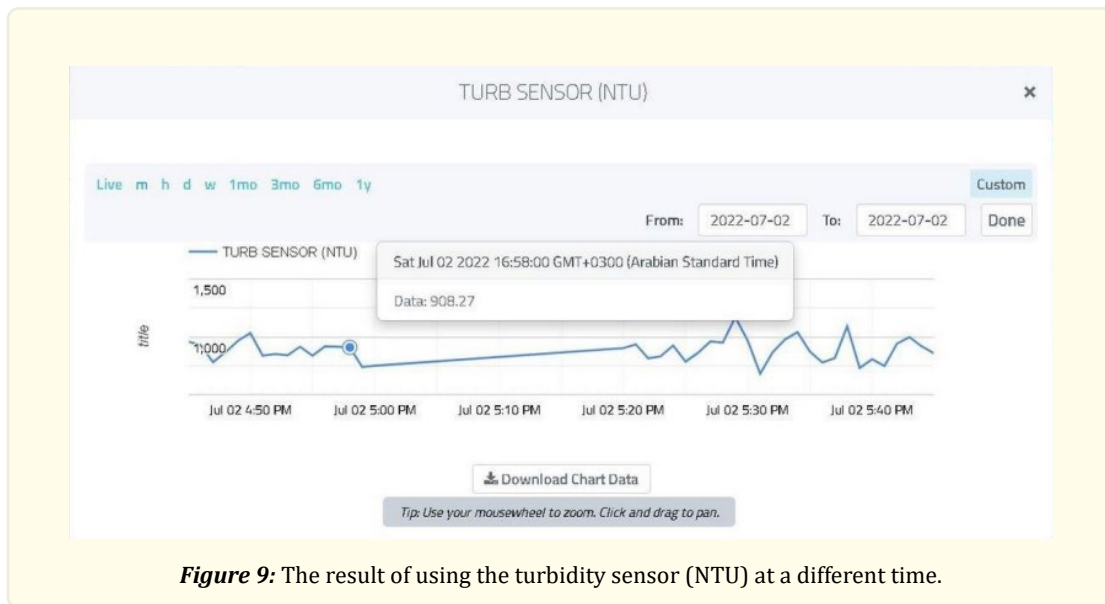 TURB SENSOR (NTU)
×
Live m h d w 1mo 3mo 6mo 1y
Custom
From: 2022-07-02 To: 2022-07-02 Done
TURB SENSOR (NTU)
Sat Jul 02 2022 16:58:00 GMT+0300 (Arabian Standard Time)
Data: 908.27
1,500
title
1,000
Jul 02 4:50 PM Jul 02 5:00 PM Jul 02 5:10 PM Jul 02 5:20 PM Jul 02 5:30 PM Jul 02 5:40 PM
Download Chart Data
Tip: Use your mousewheel to zoom. Click and drag to pan.
Figure 9: The result of using the turbidity sensor (NTU) at a different time.